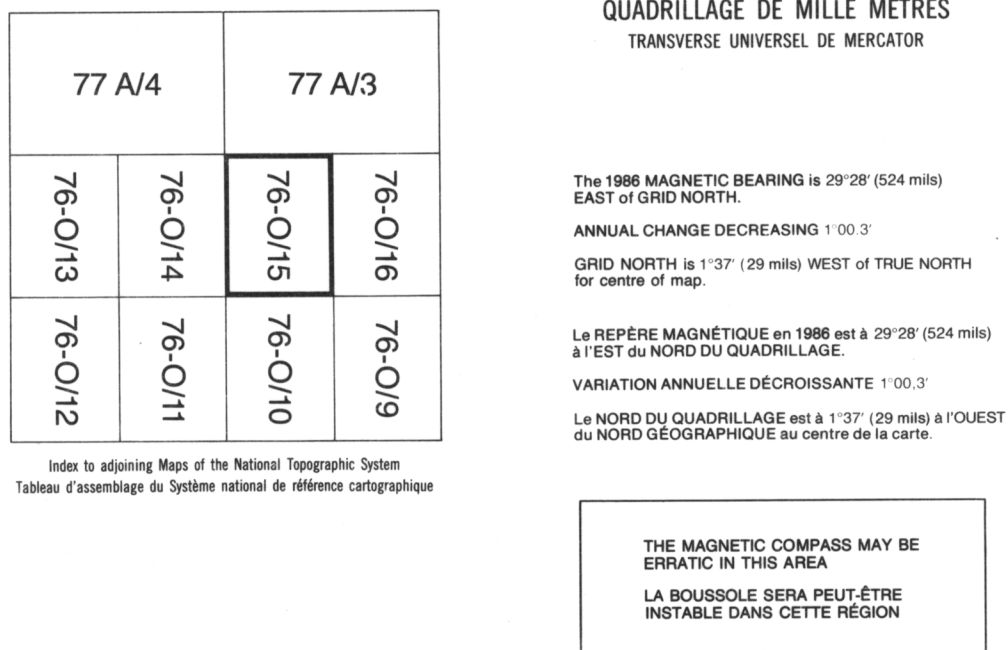 77 A/4
77 A/3
76-O/13
76-O/14
76-O/15
76-O/16
76-O/12
76-O/11
76-O/10
76-O/9
Index to adjoining Maps of the National Topographic System
Tableau d'assemblage du Système national de référence cartographique
QUADRILLAGE DE MILLE MÈTRES
TRANSVERSE UNIVERSEL DE MERCATOR
The 1986 MAGNETIC BEARING is 29°28' (524 mils)
EAST of GRID NORTH.
ANNUAL CHANGE DECREASING 1°00.3'
GRID NORTH is 1°37' (29 mils) WEST of TRUE NORTH
for centre of map.
Le REPÈRE MAGNÉTIQUE en 1986 est à 29°28' (524 mils)
à l'EST du NORD DU QUADRILLAGE.
VARIATION ANNUELLE DÉCROISSANTE 1°00,3'
Le NORD DU QUADRILLAGE est à 1°37' (29 mils) à l'OUEST
du NORD GÉOGRAPHIQUE au centre de la carte.
THE MAGNETIC COMPASS MAY BE
ERRATIC IN THIS AREA
LA BOUSSOLE SERA PEUT-ÊTRE
INSTABLE DANS CETTE RÉGION